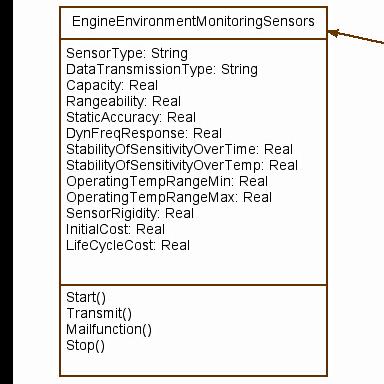 EngineEnvironmentMonitoringSensors
SensorType: String
DataTransmissionType: String
Capacity: Real
Rangeability: Real
StaticAccuracy: Real
DynFreqResponse: Real
StabilityOfSensitivityOverTime: Real
StabilityOfSensitivityOverTemp: Real
OperatingTempRangeMin: Real
OperatingTempRangeMax: Real
SensorRigidity: Real
InitialCost: Real
LifeCycleCost: Real
Start()
Transmit()
Mailfunction()
Stop()